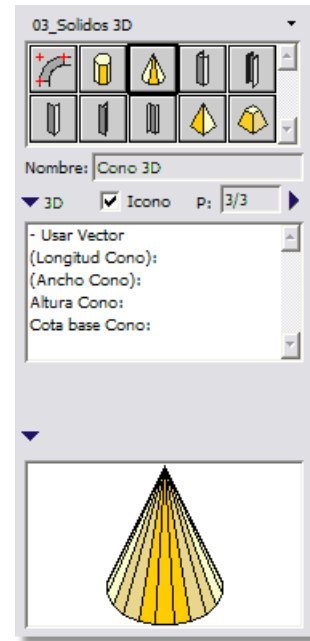 03_Solidos 3D
Nombre: Cono 3D
3D Icono P: 3/3
- Usar Vector
(Longitud Cono):
(Ancho Cono):
Altura Cono:
Cota base Cono: